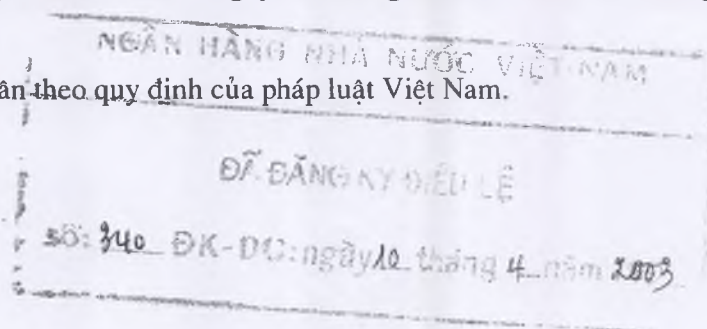 NGÂN HÀNG NHÀ NƯỚC VIỆT NAM
ân theo quy định của pháp luật Việt Nam.
ĐÃ ĐĂNG KÝ ĐIỀU LỆ
số: 340 ĐK-ĐC: ngày 10 tháng 4 năm 2003